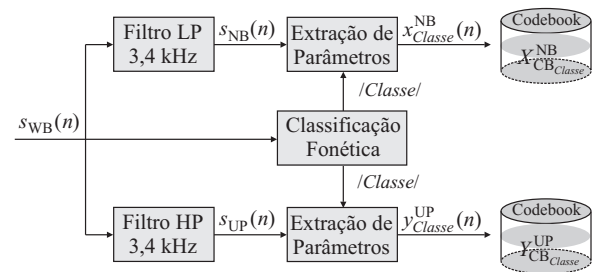 Filtro LP
3,4 kHz
s_NB(n)
Extração de
Parâmetros
x^NB_Classe(n)
Codebook
X^NB_CB_Classe
/Classe/
s_WB(n)
Classificação
Fonética
/Classe/
Filtro HP
3,4 kHz
s_UP(n)
Extração de
Parâmetros
y^UP_Classe(n)
Codebook
Y^UP_CB_Classe